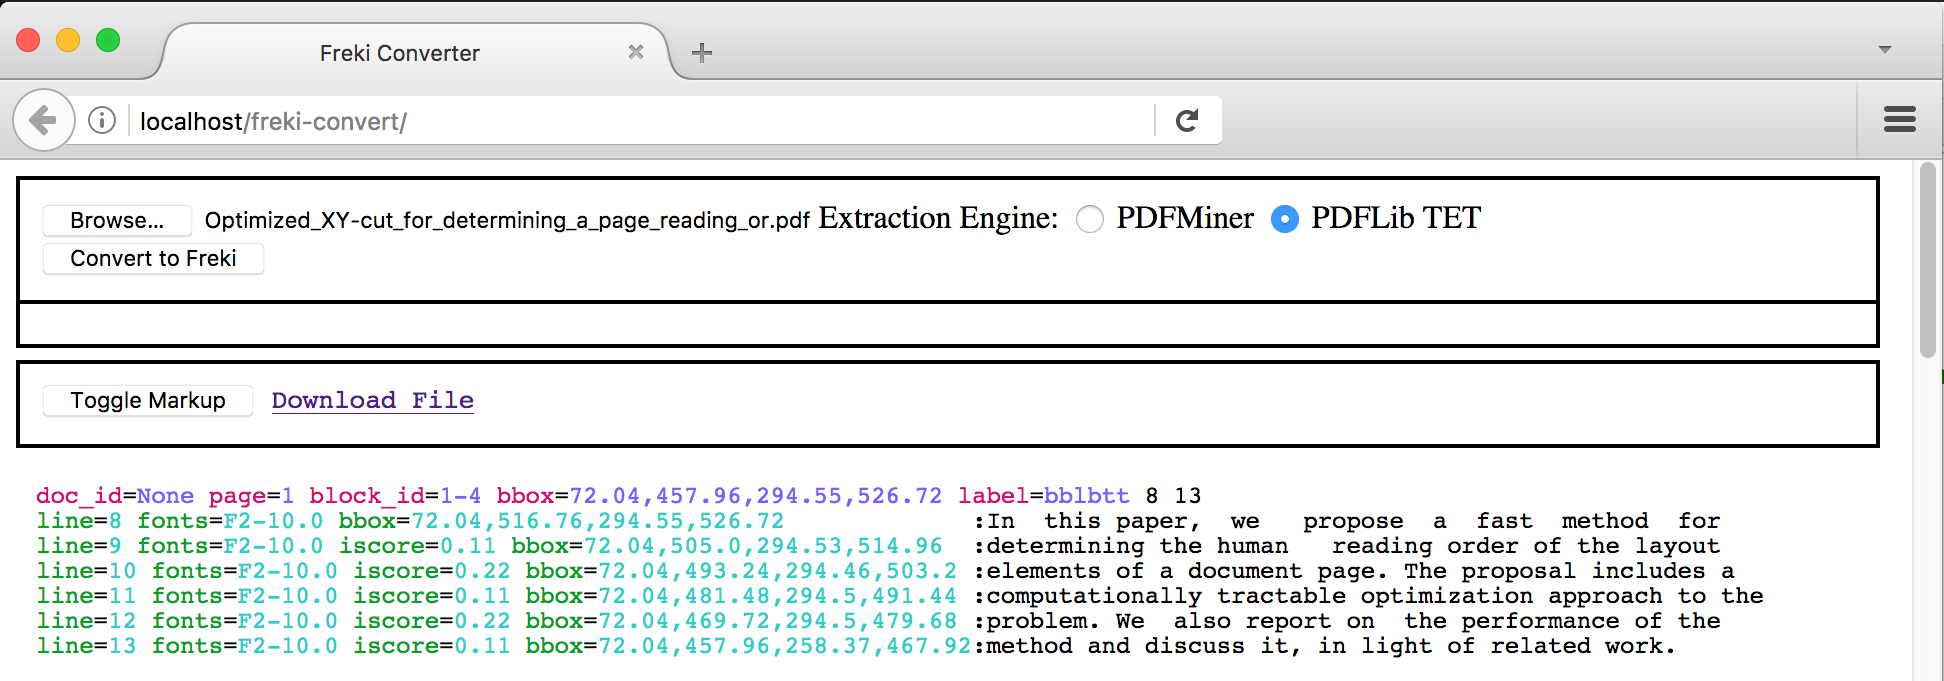 Freki Converter
localhost/freki-convert/
Browse... Optimized_XY-cut_for_determining_a_page_reading_or.pdf Extraction Engine: PDFMiner PDFLib TET
Convert to Freki
Toggle Markup Download File
doc_id=None page=1 block_id=1-4 bbox=72.04,457.96,294.55,526.72 label=bblbtt 8 13
line=8 fonts=F2-10.0 bbox=72.04,516.76,294.55,526.72 :In this paper, we propose a fast method for
line=9 fonts=F2-10.0 iscore=0.11 bbox=72.04,505.0,294.53,514.96 :determining the human reading order of the layout
line=10 fonts=F2-10.0 iscore=0.22 bbox=72.04,493.24,294.46,503.2 :elements of a document page. The proposal includes a
line=11 fonts=F2-10.0 iscore=0.11 bbox=72.04,481.48,294.5,491.44 :computationally tractable optimization approach to the
line=12 fonts=F2-10.0 iscore=0.22 bbox=72.04,469.72,294.5,479.68 :problem. We also report on the performance of the
line=13 fonts=F2-10.0 iscore=0.11 bbox=72.04,457.96,258.37,467.92:method and discuss it, in light of related work.